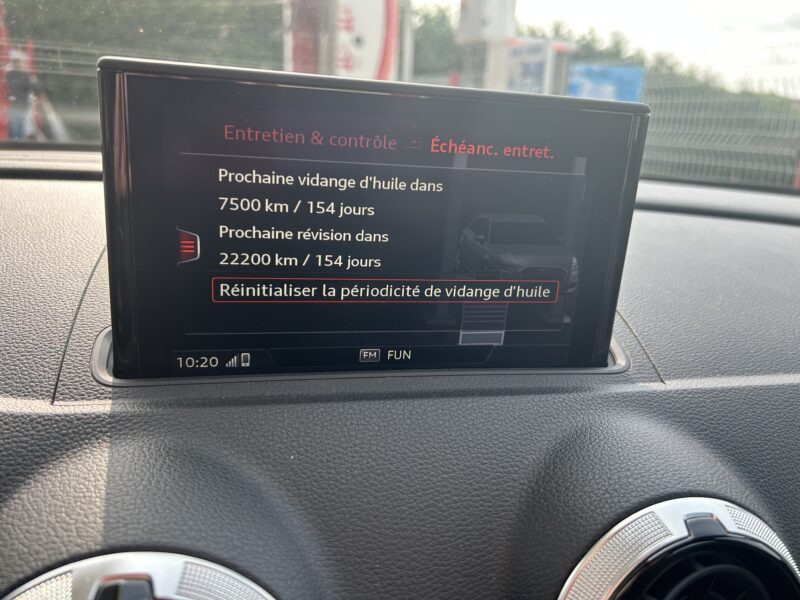 Entretien & contrôle Échéanc. entret.
Prochaine vidange d'huile dans
7500 km / 154 jours
Prochaine révision dans
22200 km / 154 jours
Réinitialiser la périodicité de vidange d'huile
10:20 FM FUN